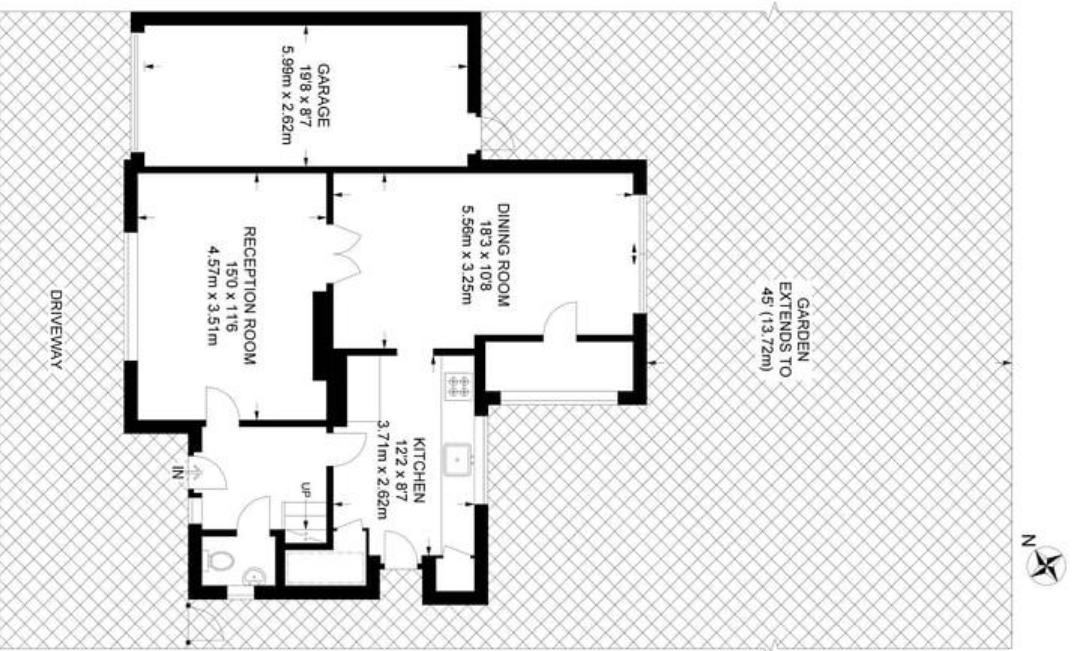 GARAGE
19'8 x 8'7
5.99m x 2.62m
DINING ROOM
18'3 x 10'8
5.56m x 3.25m
RECEPTION ROOM
15'0 x 11'6
4.57m x 3.51m
KITCHEN
12'2 x 8'7
3.71m x 2.62m
UP
IN
DRIVEWAY
GARDEN
EXTENDS TO
45' (13.72m)
N